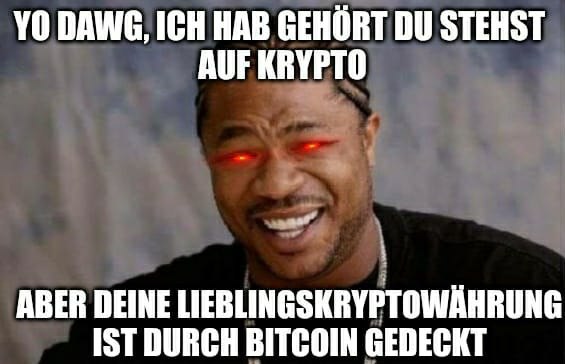 YO DAWG, ICH HAB GEHÖRT DU STEHST
AUF KRYPTO
ABER DEINE LIEBLINGSKRYPTOWÄHRUNG
IST DURCH BITCOIN GEDECKT